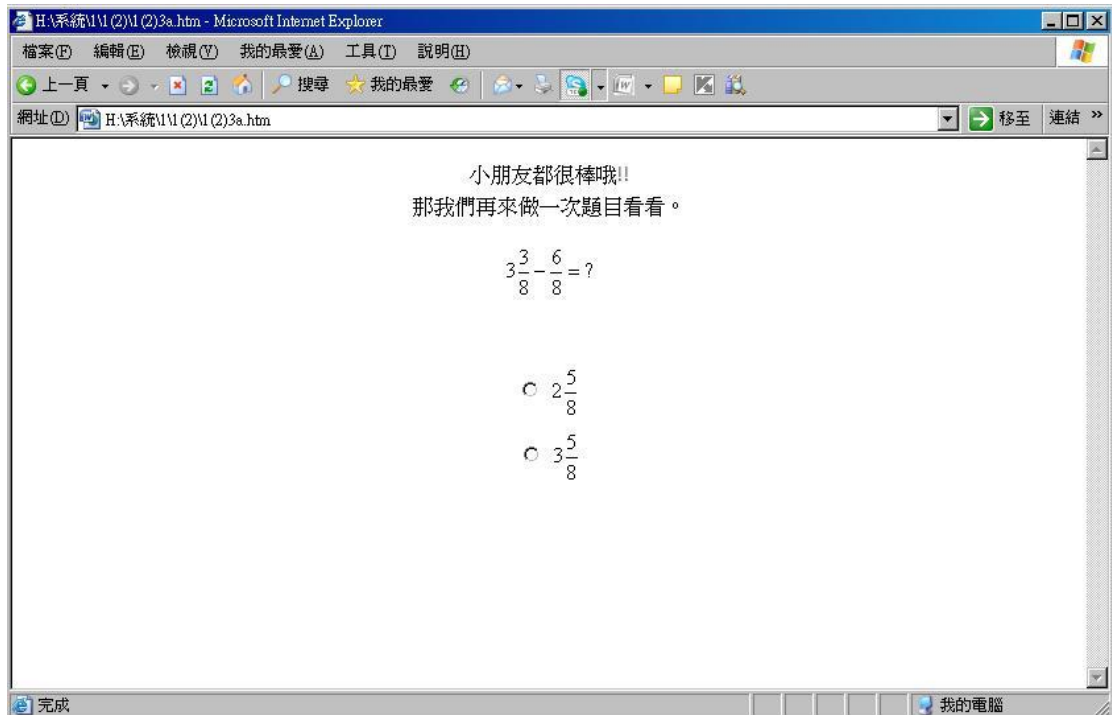 H:\系統\1\1(2)\1(2)3a.htm - Microsoft Internet Explorer
檔案(F) 編輯(E) 檢視(V) 我的最愛(A) 工具(T) 說明(H)
上一頁 搜尋 我的最愛
網址(D) H:\系統\1\1(2)\1(2)3a.htm 移至 連結 »
小朋友都很棒哦!!
那我們再來做一次題目看看。
3 3/8 − 6/8 = ?
2 5/8
3 5/8
完成 我的電腦